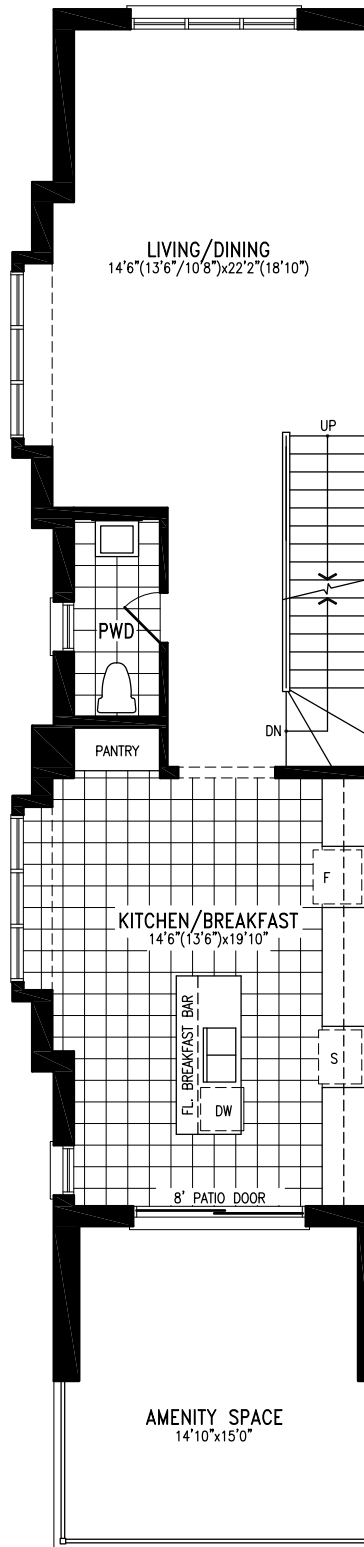 LIVING/DINING
14'6"(13'6"/10'8")x22'2"(18'10")
UP
PWD
DN
PANTRY
F
KITCHEN/BREAKFAST
14'6"(13'6")x19'10"
FL. BREAKFAST BAR
S
DW
8' PATIO DOOR
AMENITY SPACE
14'10"x15'0"